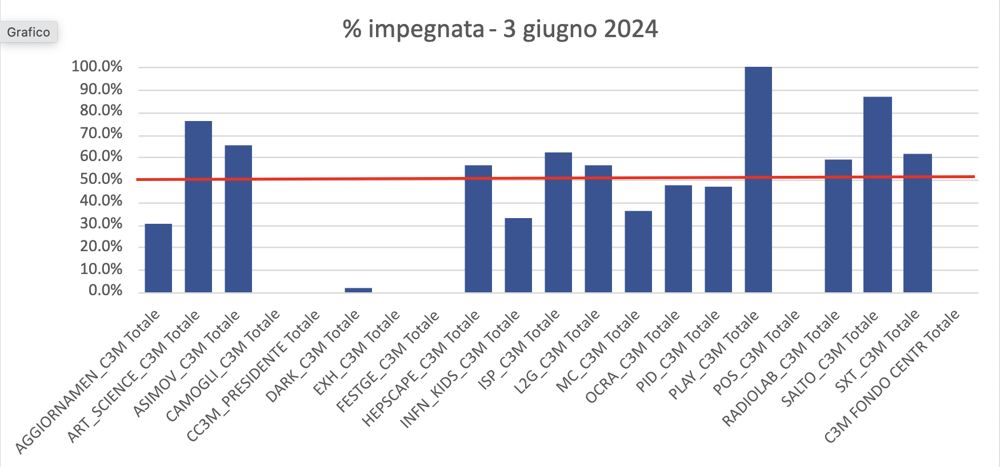 % impegnata - 3 giugno 2024
Grafico
100.0%
90.0%
80.0%
70.0%
60.0%
50.0%
40.0%
30.0%
20.0%
10.0%
0.0%
AGGIORNAMEN_C3M Totale
ART_SCIENCE_C3M Totale
ASIMOV_C3M Totale
CAMOGLI_C3M Totale
CC3M_PRESIDENTE Totale
DARK_C3M Totale
EXH_C3M Totale
FESTGE_C3M Totale
HEPSCAPE_C3M Totale
INFN_KIDS_C3M Totale
ISP_C3M Totale
L2G_C3M Totale
MC_C3M Totale
OCRA_C3M Totale
PID_C3M Totale
PLAY_C3M Totale
POS_C3M Totale
RADIOLAB_C3M Totale
SALTO_C3M Totale
SXT_C3M Totale
C3M FONDO CENTR Totale